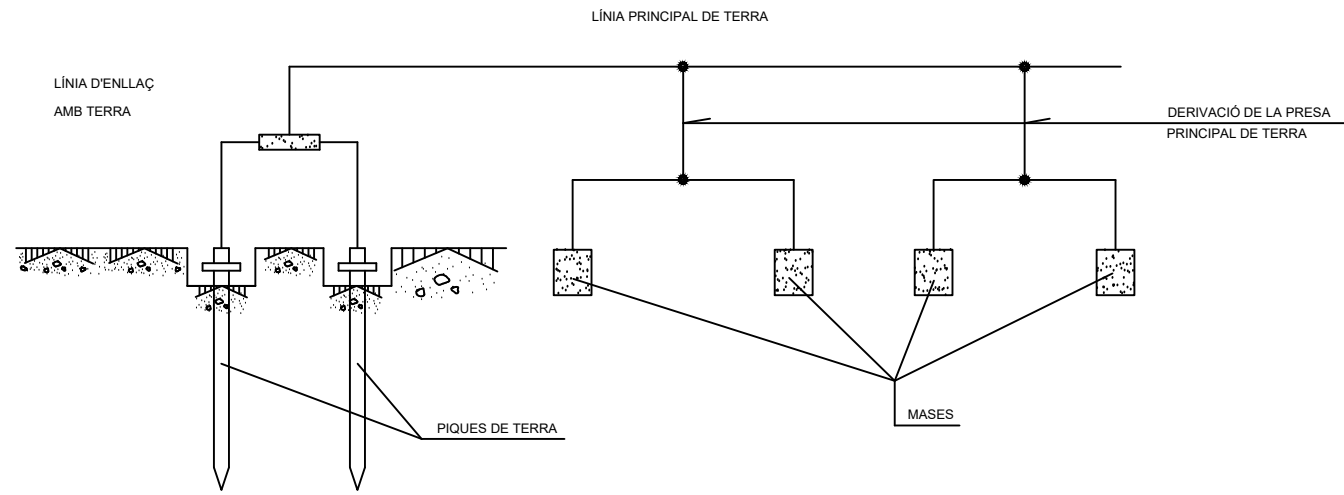 LÍNIA PRINCIPAL DE TERRA
LÍNIA D'ENLLAÇ
AMB TERRA
DERIVACIÓ DE LA PRESA
PRINCIPAL DE TERRA
MASES
PIQUES DE TERRA